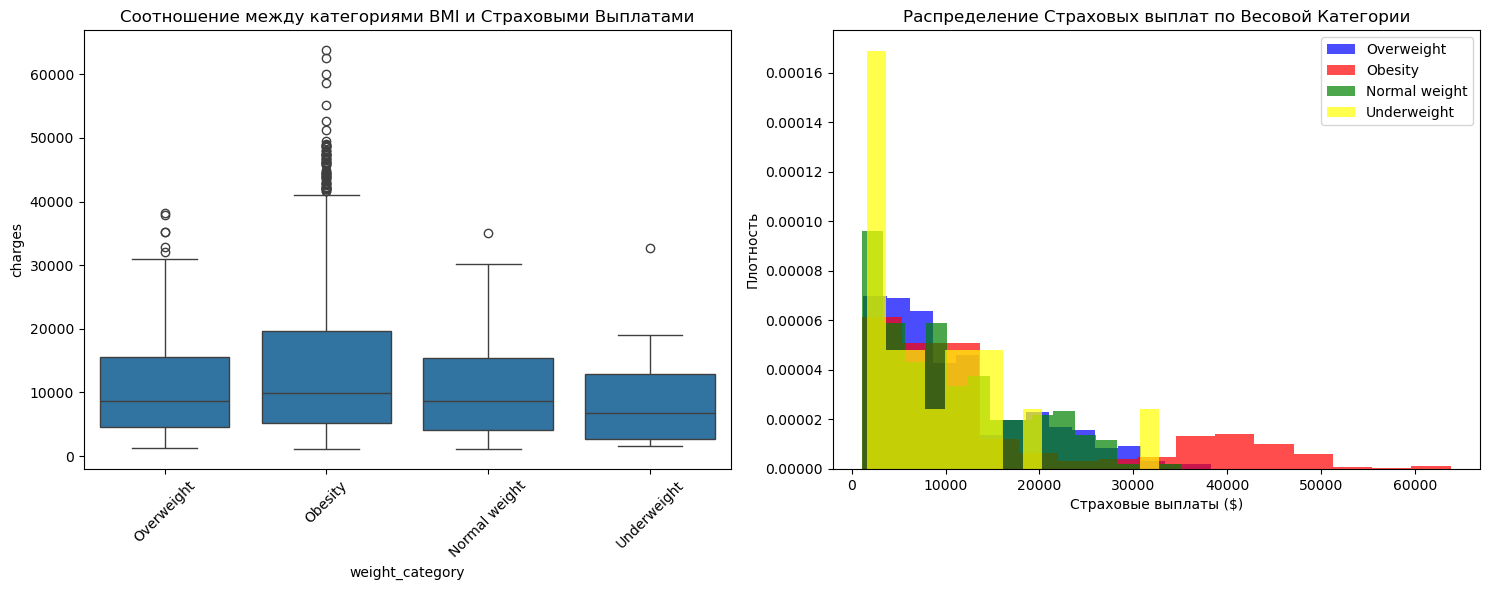 Соотношение между категориями BMI и Страховыми Выплатами
charges
60000
50000
40000
30000
20000
10000
0
Overweight
Obesity
Normal weight
Underweight
weight_category
Распределение Страховых выплат по Весовой Категории
Overweight
Obesity
Normal weight
Underweight
Плотность
0.00016
0.00014
0.00012
0.00010
0.00008
0.00006
0.00004
0.00002
0.00000
0
10000
20000
30000
40000
50000
60000
Страховые выплаты ($)